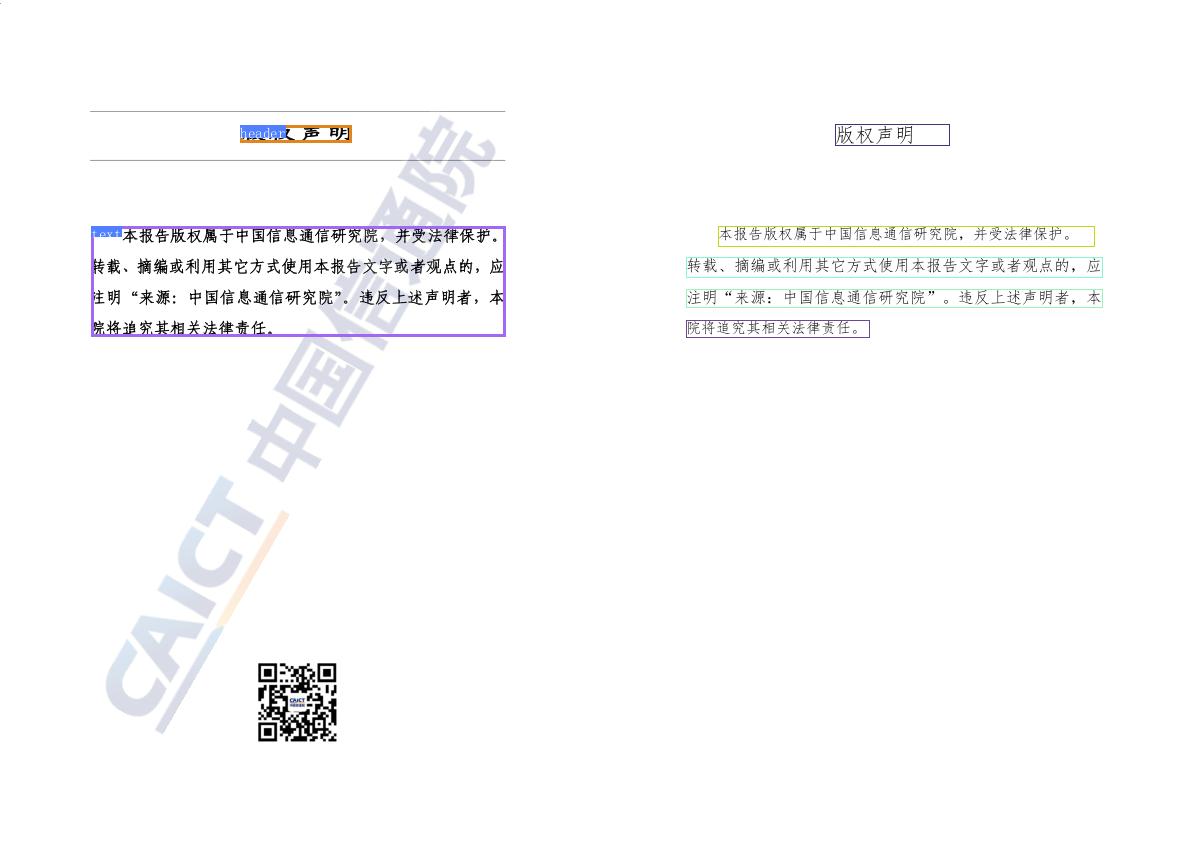 header
版权声明
text本报告版权属于中国信息通信研究院，并受法律保护。
转载、摘编或利用其它方式使用本报告文字或者观点的，应
注明“来源：中国信息通信研究院”。违反上述声明者，本
院将追究其相关法律责任。
CAICT 中国信通院
CAICT
版权声明
本报告版权属于中国信息通信研究院，并受法律保护。
转载、摘编或利用其它方式使用本报告文字或者观点的，应
注明“来源：中国信息通信研究院”。违反上述声明者，本
院将追究其相关法律责任。